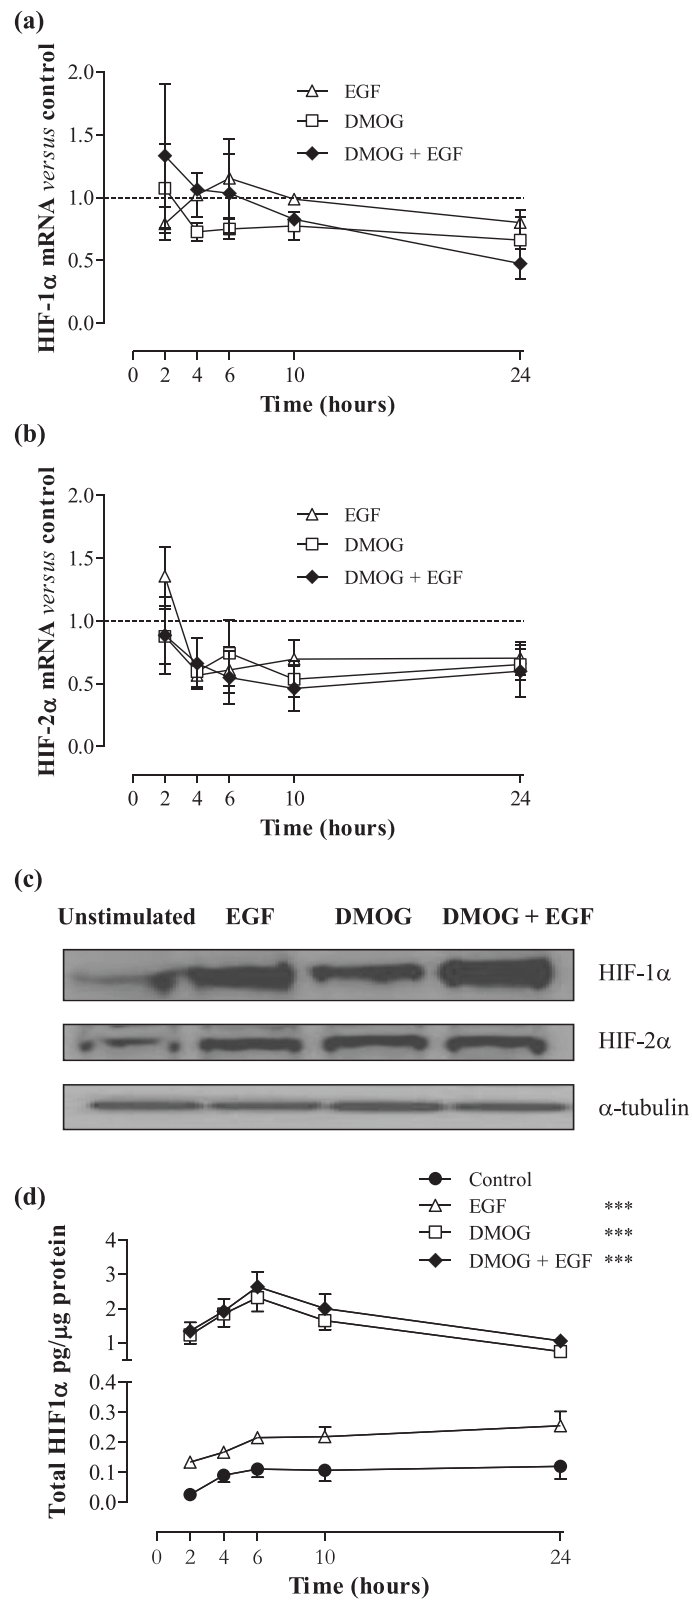 (a)
HIF-1α mRNA versus control
2.0
1.5
1.0
0.5
0.0
EGF
DMOG
DMOG + EGF
0 2 4 6 10 24
Time (hours)
(b)
HIF-2α mRNA versus control
2.0
1.5
1.0
0.5
0.0
EGF
DMOG
DMOG + EGF
0 2 4 6 10 24
Time (hours)
(c)
Unstimulated EGF DMOG DMOG + EGF
HIF-1α
HIF-2α
α-tubulin
(d)
Control
EGF ***
DMOG ***
DMOG + EGF ***
Total HIF1α pg/μg protein
4
3
2
1
0.4
0.3
0.2
0.1
0.0
0 2 4 6 10 24
Time (hours)